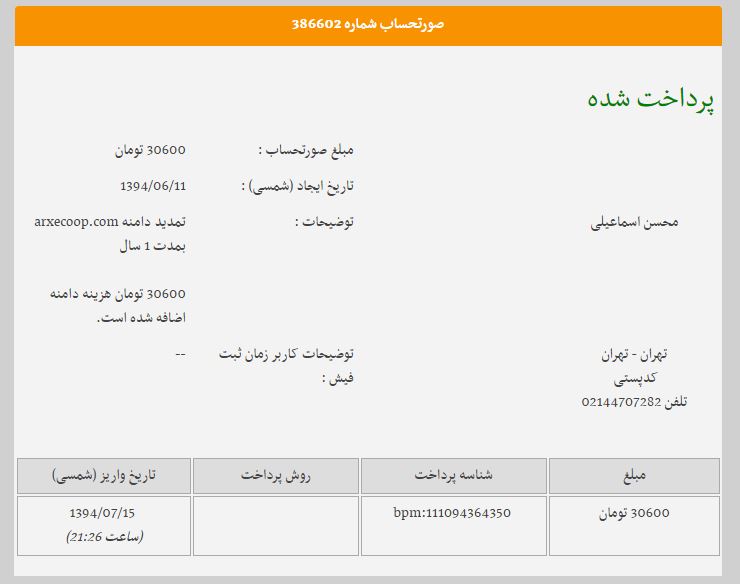 صورتحساب شماره 386602
پرداخت شده
مبلغ صورتحساب : 30600 تومان
تاریخ ایجاد (شمسی) : 1394/06/11
محسن اسماعیلی
توضیحات : تمدید دامنه arxecoop.com
بمدت 1 سال
30600 تومان هزینه دامنه
اضافه شده است.
تهران - تهران
کدپستی
تلفن 02144707282
توضیحات کاربر زمان ثبت
فیش :
--
مبلغ شناسه پرداخت روش پرداخت تاریخ واریز (شمسی)
30600 تومان bpm:111094364350 1394/07/15
(ساعت 21:26)